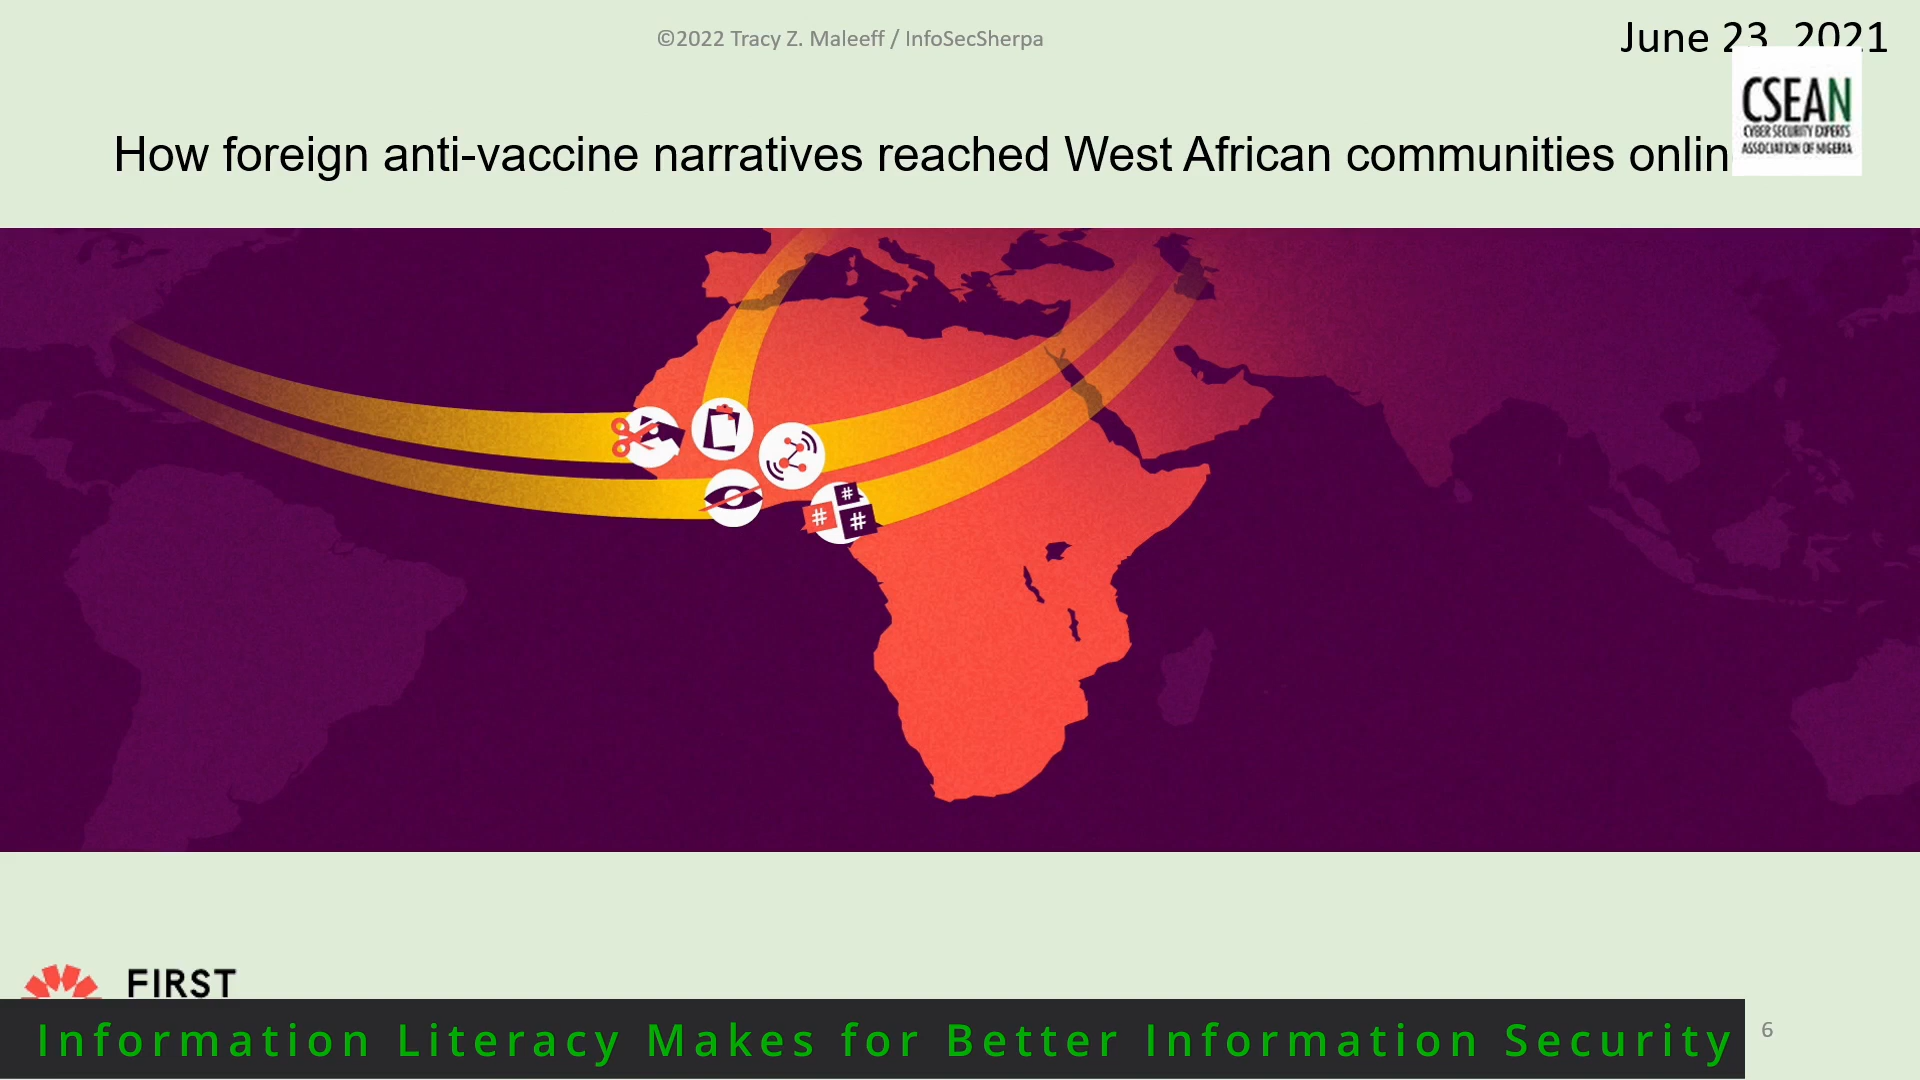 ©2022 Tracy Z. Maleeff / InfoSecSherpa
June 23, 2021
CSEAN
CYBER SECURITY EXPERTS
ASSOCIATION OF NIGERIA
How foreign anti-vaccine narratives reached West African communities onlin
#
# #
FIRST
Information Literacy Makes for Better Information Security
6